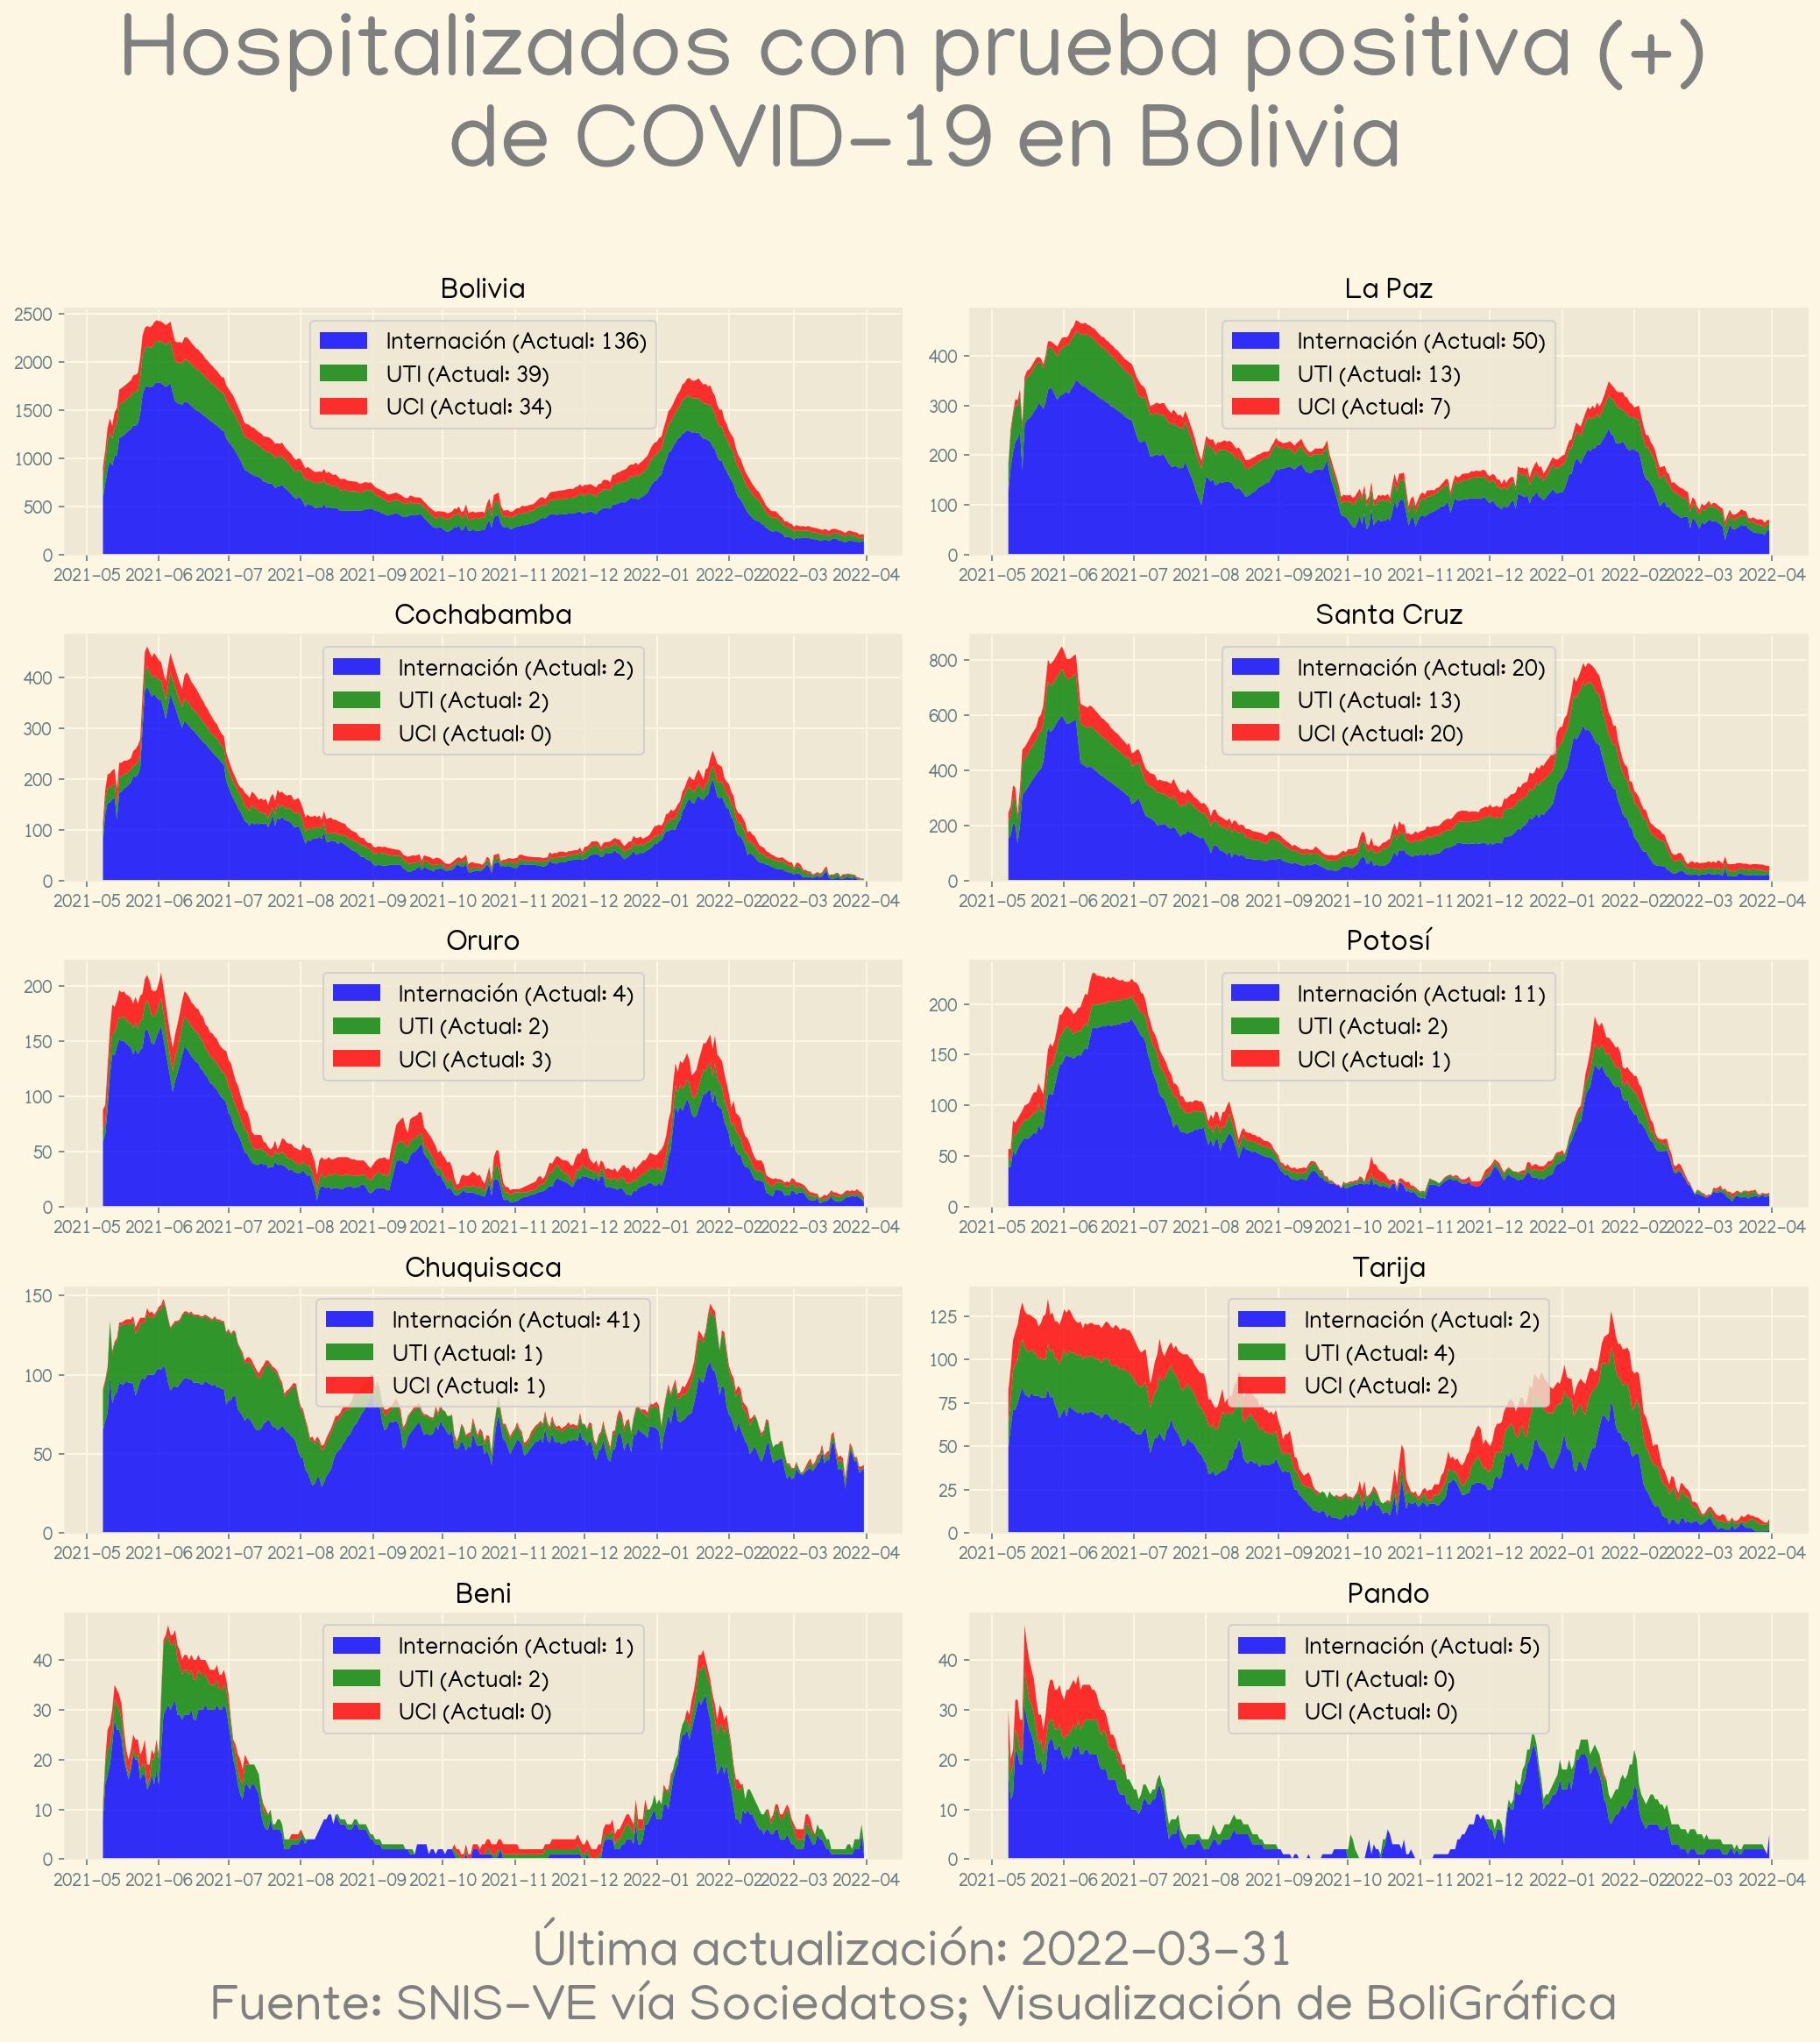 Hospitalizados con prueba positiva (+)
de COVID-19 en Bolivia
Bolivia
2500
2000
1500
1000
500
0
Internación (Actual: 136)
UTI (Actual: 39)
UCI (Actual: 34)
2021-05 2021-06 2021-07 2021-08 2021-09 2021-10 2021-11 2021-12 2022-01 2022-02 2022-03 2022-04
La Paz
400
300
200
100
0
Internación (Actual: 50)
UTI (Actual: 13)
UCI (Actual: 7)
2021-05 2021-06 2021-07 2021-08 2021-09 2021-10 2021-11 2021-12 2022-01 2022-02 2022-03 2022-04
Cochabamba
400
300
200
100
0
Internación (Actual: 2)
UTI (Actual: 2)
UCI (Actual: 0)
2021-05 2021-06 2021-07 2021-08 2021-09 2021-10 2021-11 2021-12 2022-01 2022-02 2022-03 2022-04
Santa Cruz
800
600
400
200
0
Internación (Actual: 20)
UTI (Actual: 13)
UCI (Actual: 20)
2021-05 2021-06 2021-07 2021-08 2021-09 2021-10 2021-11 2021-12 2022-01 2022-02 2022-03 2022-04
Oruro
200
150
100
50
0
Internación (Actual: 4)
UTI (Actual: 2)
UCI (Actual: 3)
2021-05 2021-06 2021-07 2021-08 2021-09 2021-10 2021-11 2021-12 2022-01 2022-02 2022-03 2022-04
Potosí
200
150
100
50
0
Internación (Actual: 11)
UTI (Actual: 2)
UCI (Actual: 1)
2021-05 2021-06 2021-07 2021-08 2021-09 2021-10 2021-11 2021-12 2022-01 2022-02 2022-03 2022-04
Chuquisaca
150
100
50
0
Internación (Actual: 41)
UTI (Actual: 1)
UCI (Actual: 1)
2021-05 2021-06 2021-07 2021-08 2021-09 2021-10 2021-11 2021-12 2022-01 2022-02 2022-03 2022-04
Tarija
125
100
75
50
25
0
Internación (Actual: 2)
UTI (Actual: 4)
UCI (Actual: 2)
2021-05 2021-06 2021-07 2021-08 2021-09 2021-10 2021-11 2021-12 2022-01 2022-02 2022-03 2022-04
Beni
40
30
20
10
0
Internación (Actual: 1)
UTI (Actual: 2)
UCI (Actual: 0)
2021-05 2021-06 2021-07 2021-08 2021-09 2021-10 2021-11 2021-12 2022-01 2022-02 2022-03 2022-04
Pando
40
30
20
10
0
Internación (Actual: 5)
UTI (Actual: 0)
UCI (Actual: 0)
2021-05 2021-06 2021-07 2021-08 2021-09 2021-10 2021-11 2021-12 2022-01 2022-02 2022-03 2022-04
Última actualización: 2022-03-31
Fuente: SNIS-VE vía Sociedatos; Visualización de BoliGráfica